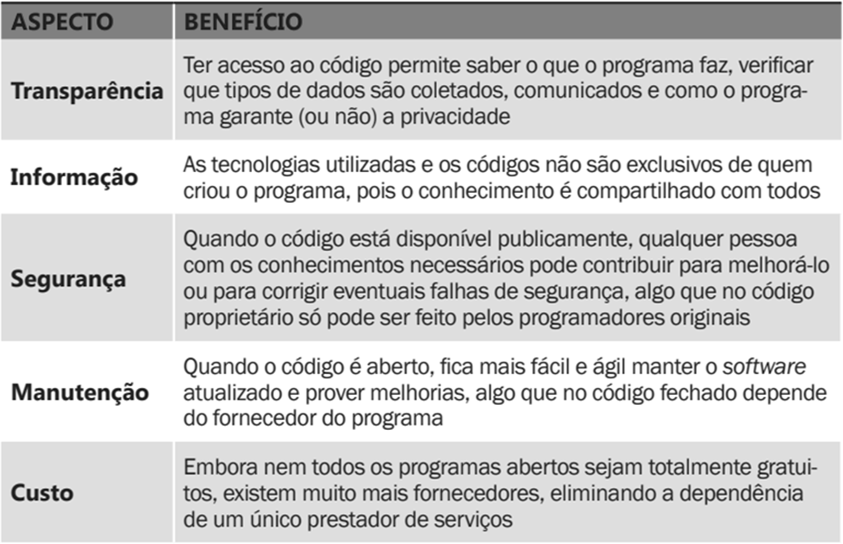 ASPECTO BENEFÍCIO
Transparência
Ter acesso ao código permite saber o que o programa faz, verificar
que tipos de dados são coletados, comunicados e como o progra-
ma garante (ou não) a privacidade
Informação
As tecnologias utilizadas e os códigos não são exclusivos de quem
criou o programa, pois o conhecimento é compartilhado com todos
Segurança
Quando o código está disponível publicamente, qualquer pessoa
com os conhecimentos necessários pode contribuir para melhorá-lo
ou para corrigir eventuais falhas de segurança, algo que no código
proprietário só pode ser feito pelos programadores originais
Manutenção
Quando o código é aberto, fica mais fácil e ágil manter o software
atualizado e prover melhorias, algo que no código fechado depende
do fornecedor do programa
Custo
Embora nem todos os programas abertos sejam totalmente gratui-
tos, existem muito mais fornecedores, eliminando a dependência
de um único prestador de serviços